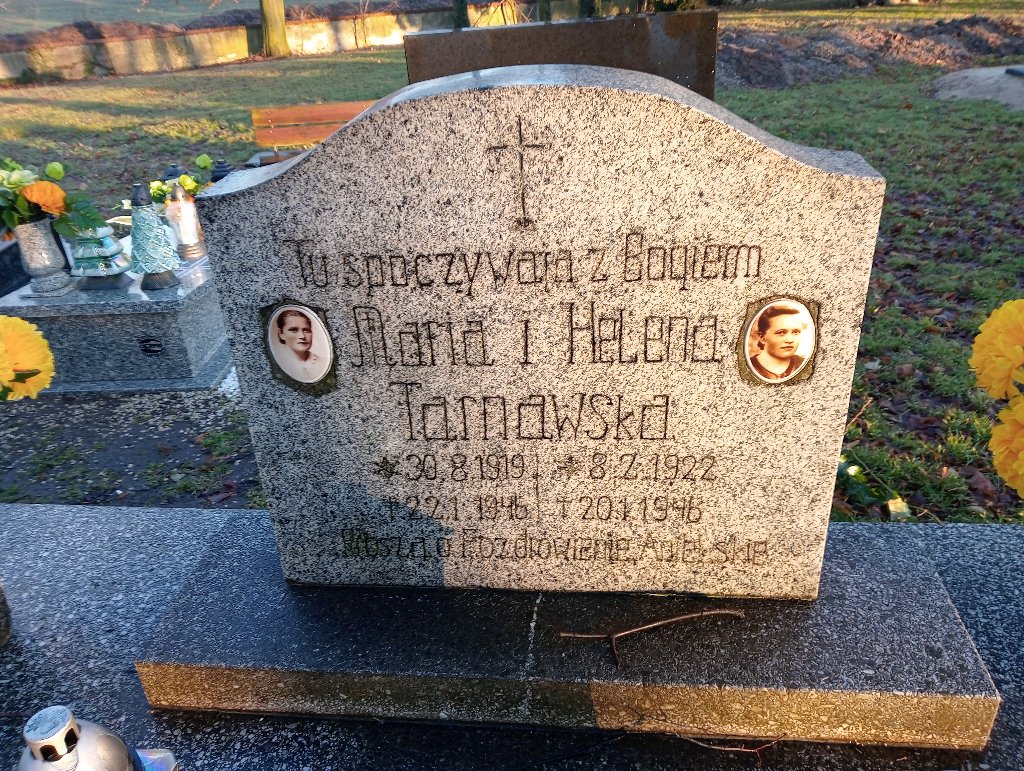 Tu spoczywają z Bogiem
Maria i Helena
Tarnawska
* 30.8.1919 * 8.2.1922
† 22.1.1946 † 20.1.1946
Proszą o Pozdrowienie Anielskie